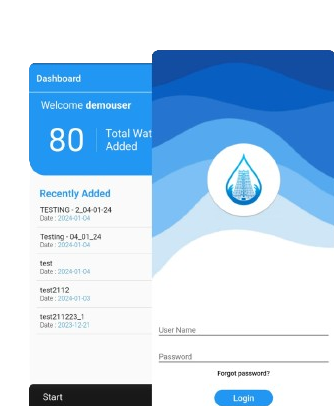 Dashboard
Welcome demouser
80
Total Wat
Added
Recently Added
TESTING - 2_04-01-24
Date : 2024-01-04
Testing - 04_01_24
Date : 2024-01-04
test
Date : 2024-01-04
test2112
Date : 2024-01-03
test211223_1
Date : 2023-12-21
Start
User Name
Password
Forgot password?
Login